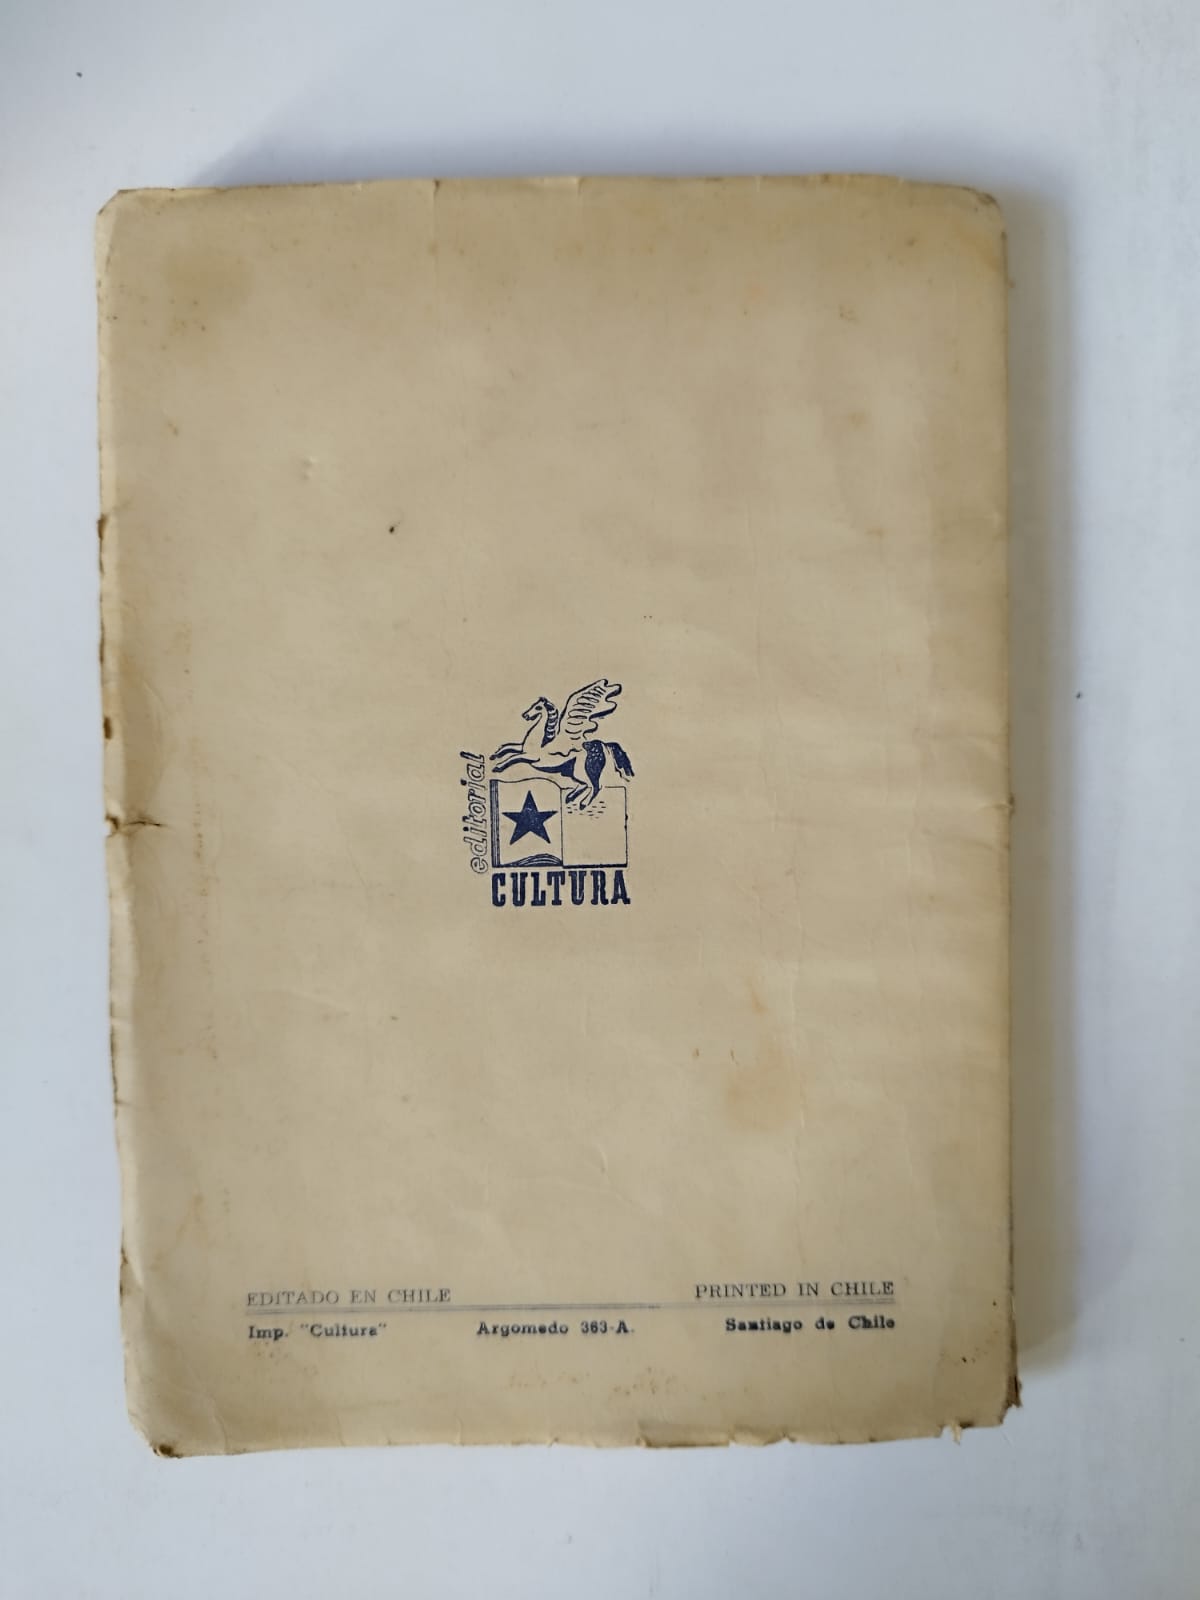 editorial
CULTURA
EDITADO EN CHILE PRINTED IN CHILE
Imp. "Cultura" Argomedo 363-A. Santiago de Chile